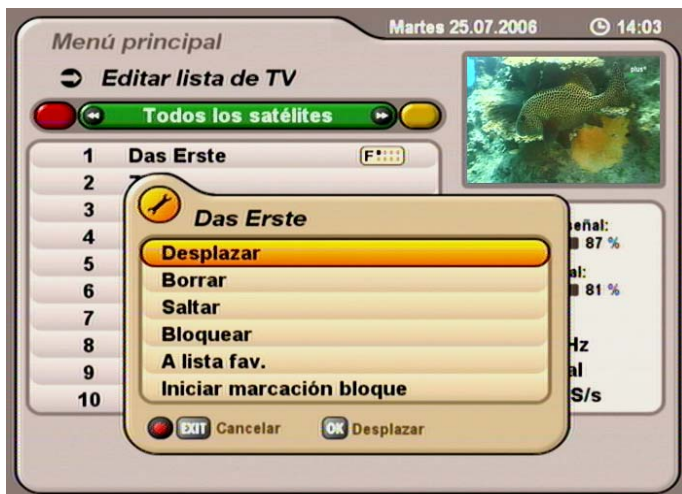 Menú principal
Martes 25.07.2006 14:03
Editar lista de TV
plus+
Todos los satélites
1 Das Erste F
2
3
4
5
6
7
8
9
10
Das Erste
Desplazar
Borrar
Saltar
Bloquear
A lista fav.
Iniciar marcación bloque
EXIT Cancelar OK Desplazar
eñal:
87 %
al:
81 %
Hz
al
S/s